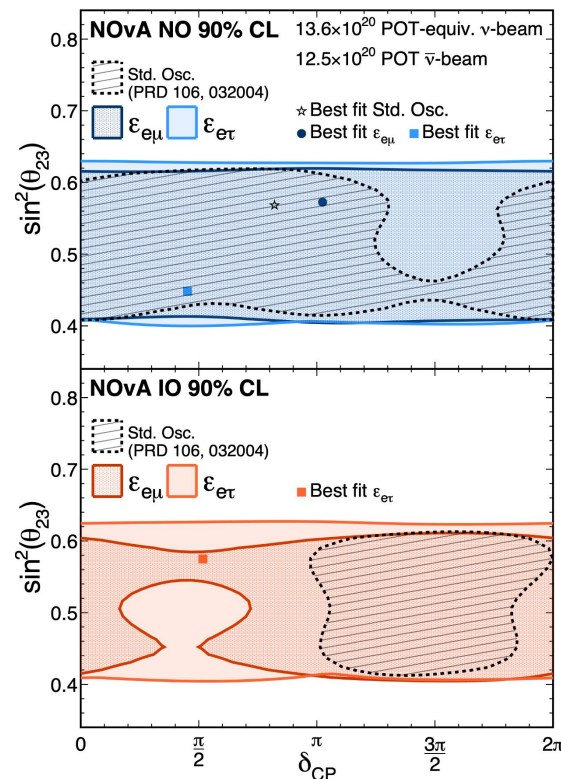 NOvA NO 90% CL
13.6×10²⁰ POT-equiv. ν-beam
12.5×10²⁰ POT ν̅-beam
Std. Osc.
(PRD 106, 032004)
εeμ
εeτ
☆ Best fit Std. Osc.
● Best fit εeμ
■ Best fit εeτ
sin²(θ₂₃)
0.8
0.7
0.6
0.5
0.4
NOvA IO 90% CL
Std. Osc.
(PRD 106, 032004)
εeμ
εeτ
■ Best fit εeτ
sin²(θ₂₃)
0.8
0.7
0.6
0.5
0.4
0
π/2
π
3π/2
2π
δCP